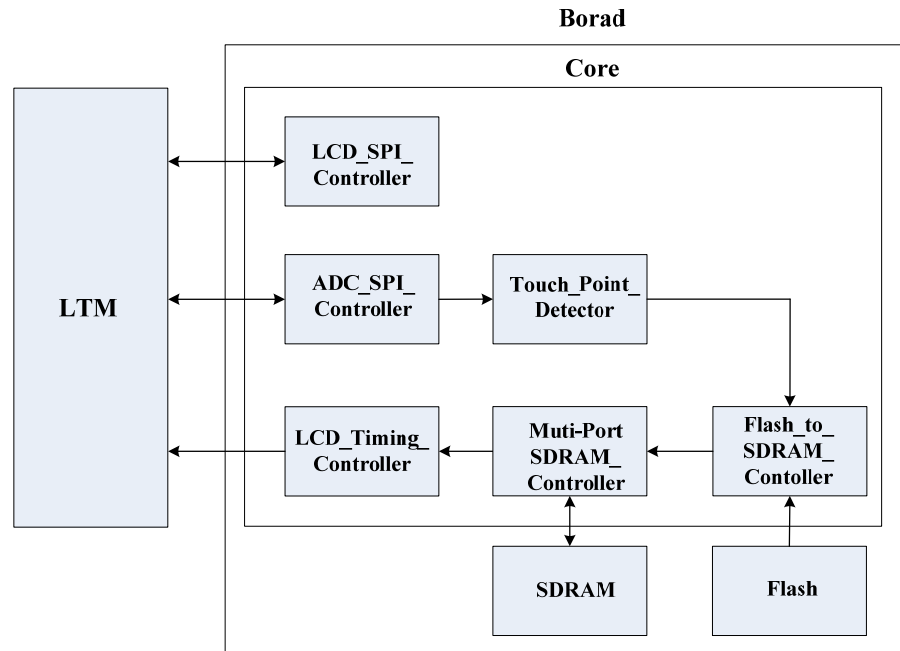 Borad
Core
LTM
LCD_SPI_
Controller
ADC_SPI_
Controller
Touch_Point_
Detector
LCD_Timing_
Controller
Muti-Port
SDRAM_
Controller
Flash_to_
SDRAM_
Contoller
SDRAM
Flash